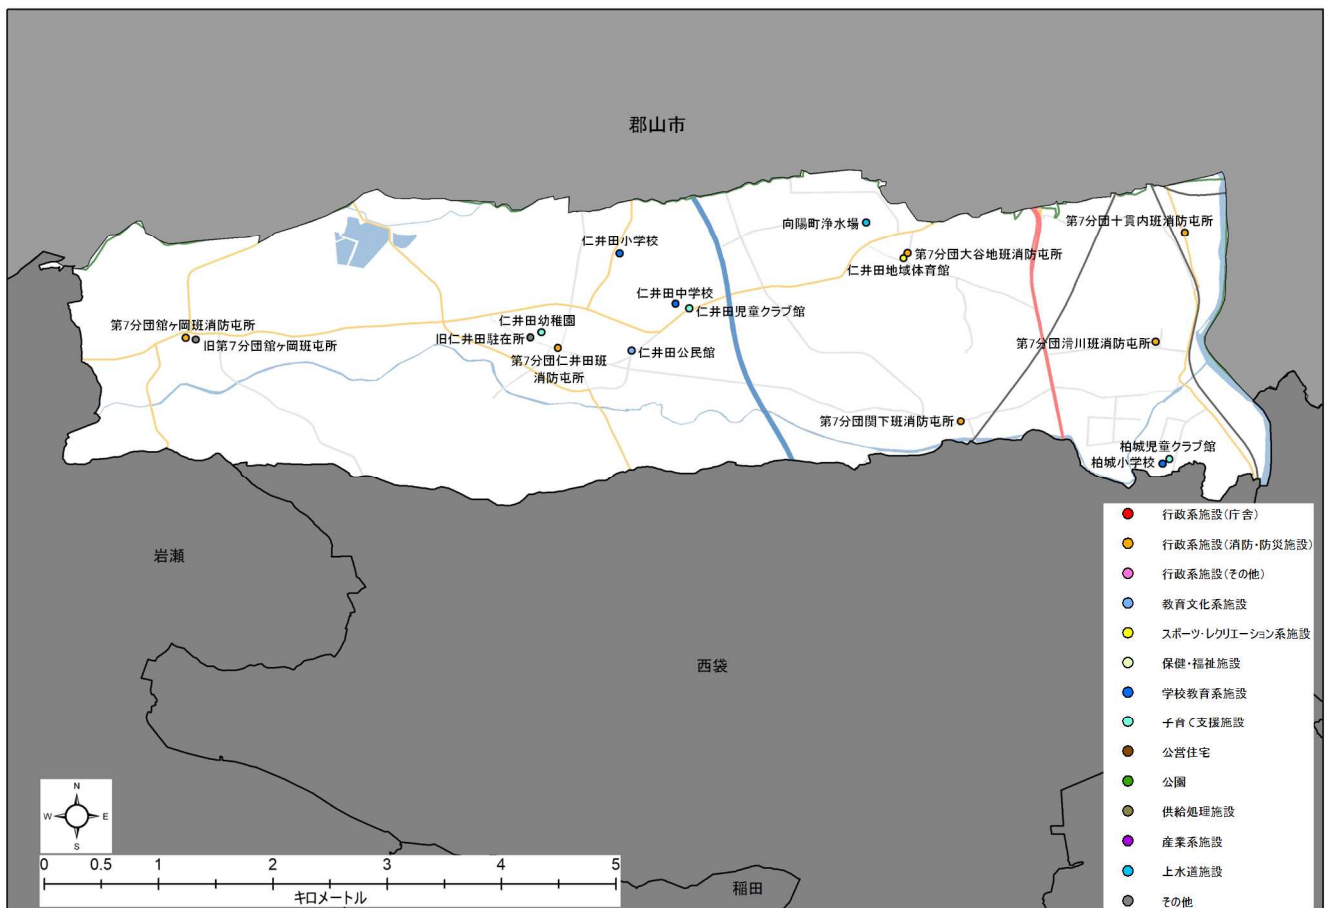 郡山市
向陽町浄水場
第7分団十貫内班消防屯所
仁井田小学校
第7分団大谷地班消防屯所
仁井田地域体育館
仁井田中学校
仁井田児童クラブ館
第7分団舘ヶ岡班消防屯所
旧第7分団舘ヶ岡班屯所
仁井田幼稚園
旧仁井田駐在所
第7分団仁井田班
消防屯所
仁井田公民館
第7分団滑川班消防屯所
第7分団関下班消防屯所
柏城児童クラブ館
柏城小学校
岩瀬
西袋
稲田
行政系施設(庁舎)
行政系施設(消防・防災施設)
行政系施設(その他)
教育文化系施設
スポーツ・レクリエーション系施設
保健・福祉施設
学校教育系施設
子育て支援施設
公営住宅
公園
供給処理施設
産業系施設
上水道施設
その他
N
W E
S
0 0.5 1 2 3 4 5
キロメートル